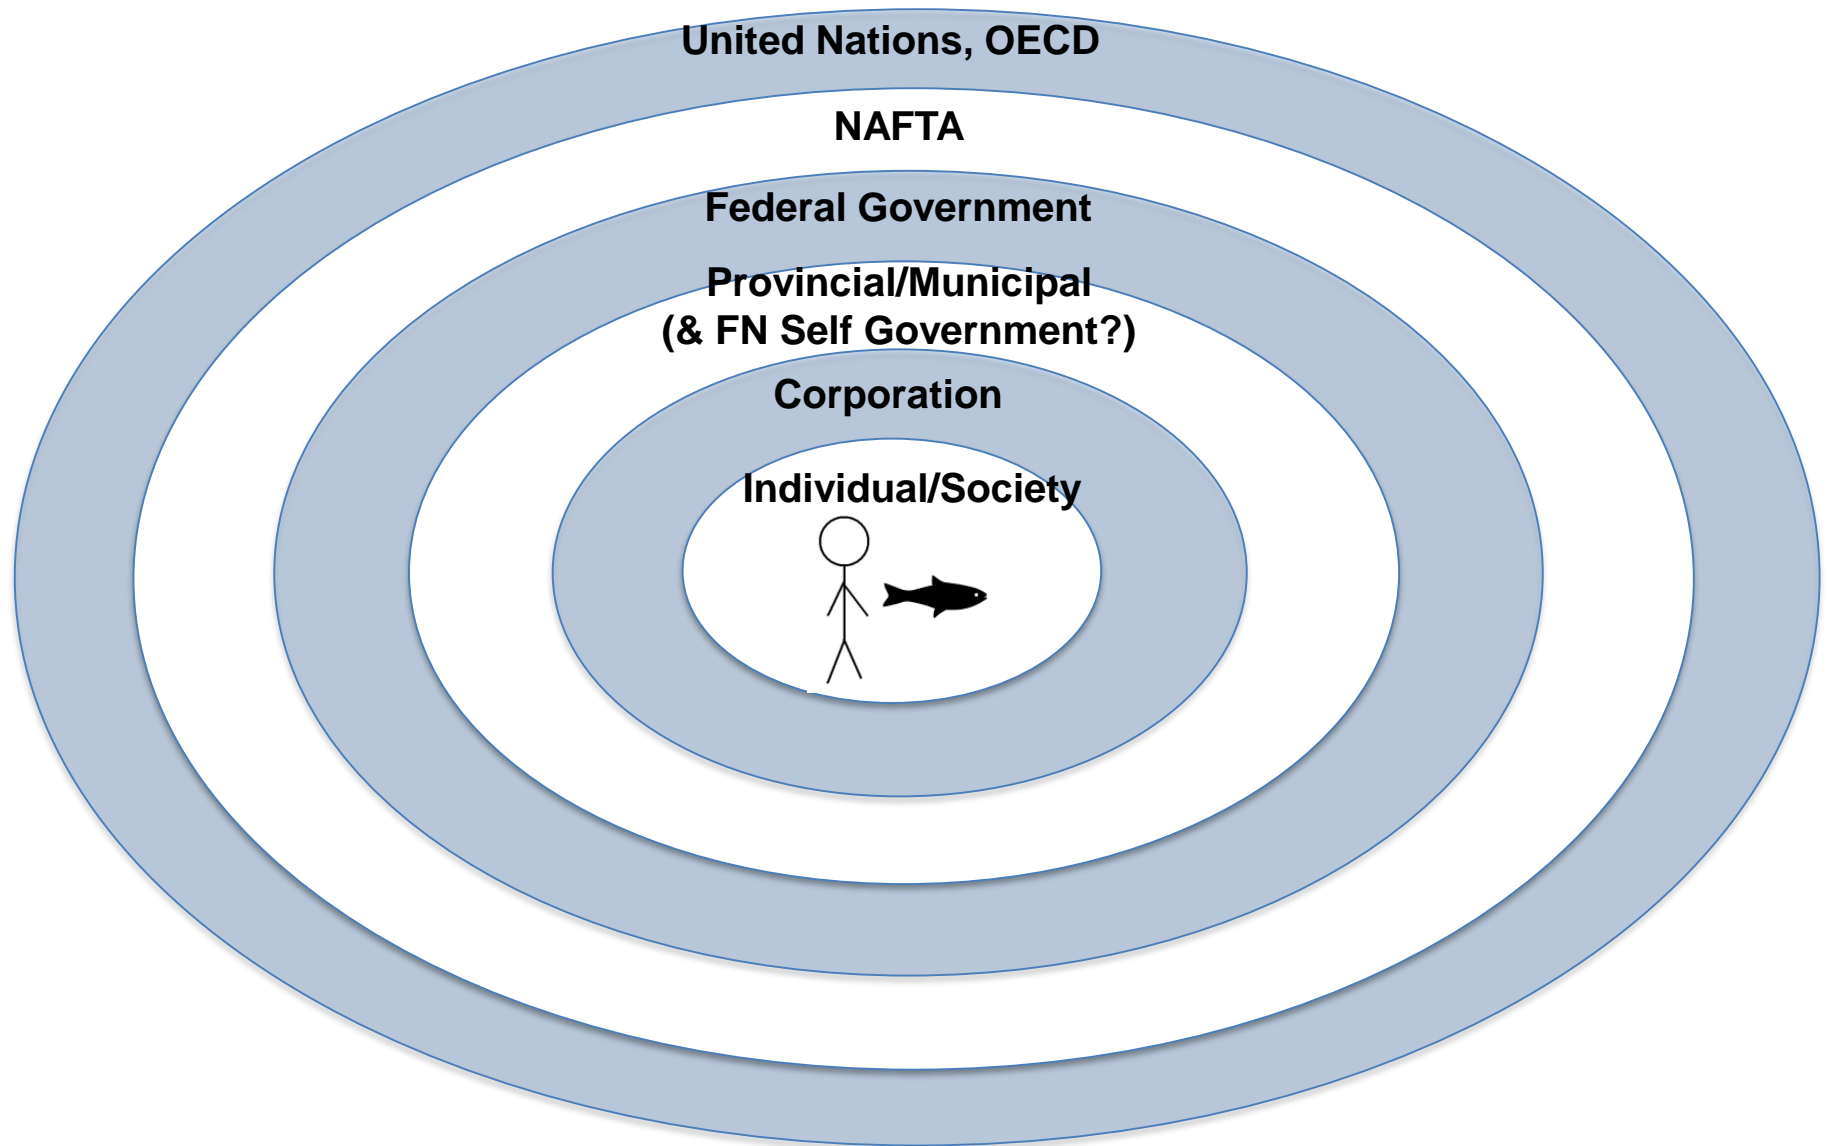 United Nations, OECD
NAFTA
Federal Government
Provincial/Municipal
(& FN Self Government?)
Corporation
Individual/Society